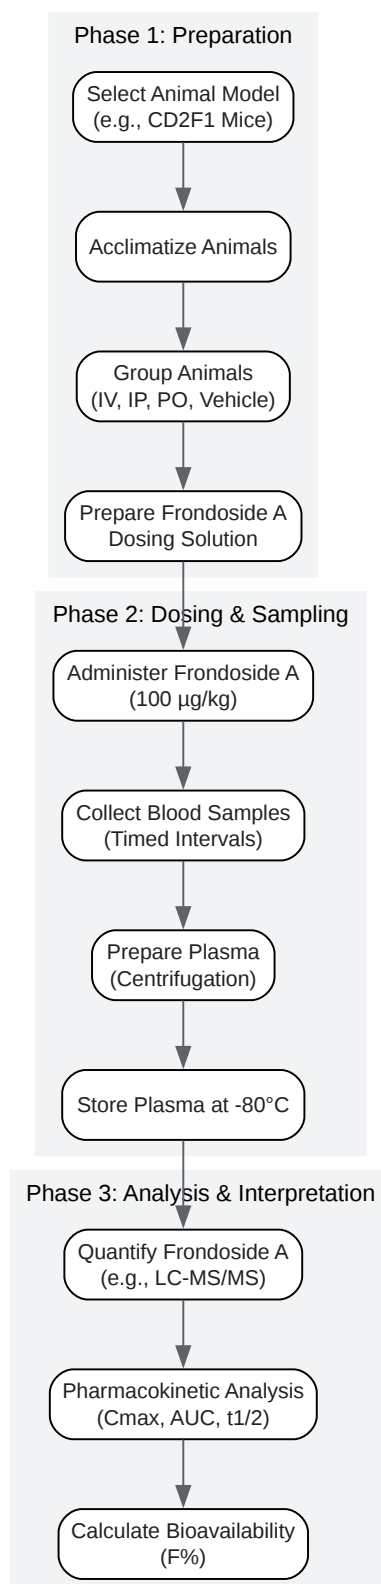 Phase 1: Preparation
Select Animal Model
(e.g., CD2F1 Mice)
Acclimatize Animals
Group Animals
(IV, IP, PO, Vehicle)
Prepare Frondoside A
Dosing Solution
Phase 2: Dosing & Sampling
Administer Frondoside A
(100 µg/kg)
Collect Blood Samples
(Timed Intervals)
Prepare Plasma
(Centrifugation)
Store Plasma at -80°C
Phase 3: Analysis & Interpretation
Quantify Frondoside A
(e.g., LC-MS/MS)
Pharmacokinetic Analysis
(Cmax, AUC, t1/2)
Calculate Bioavailability
(F%)